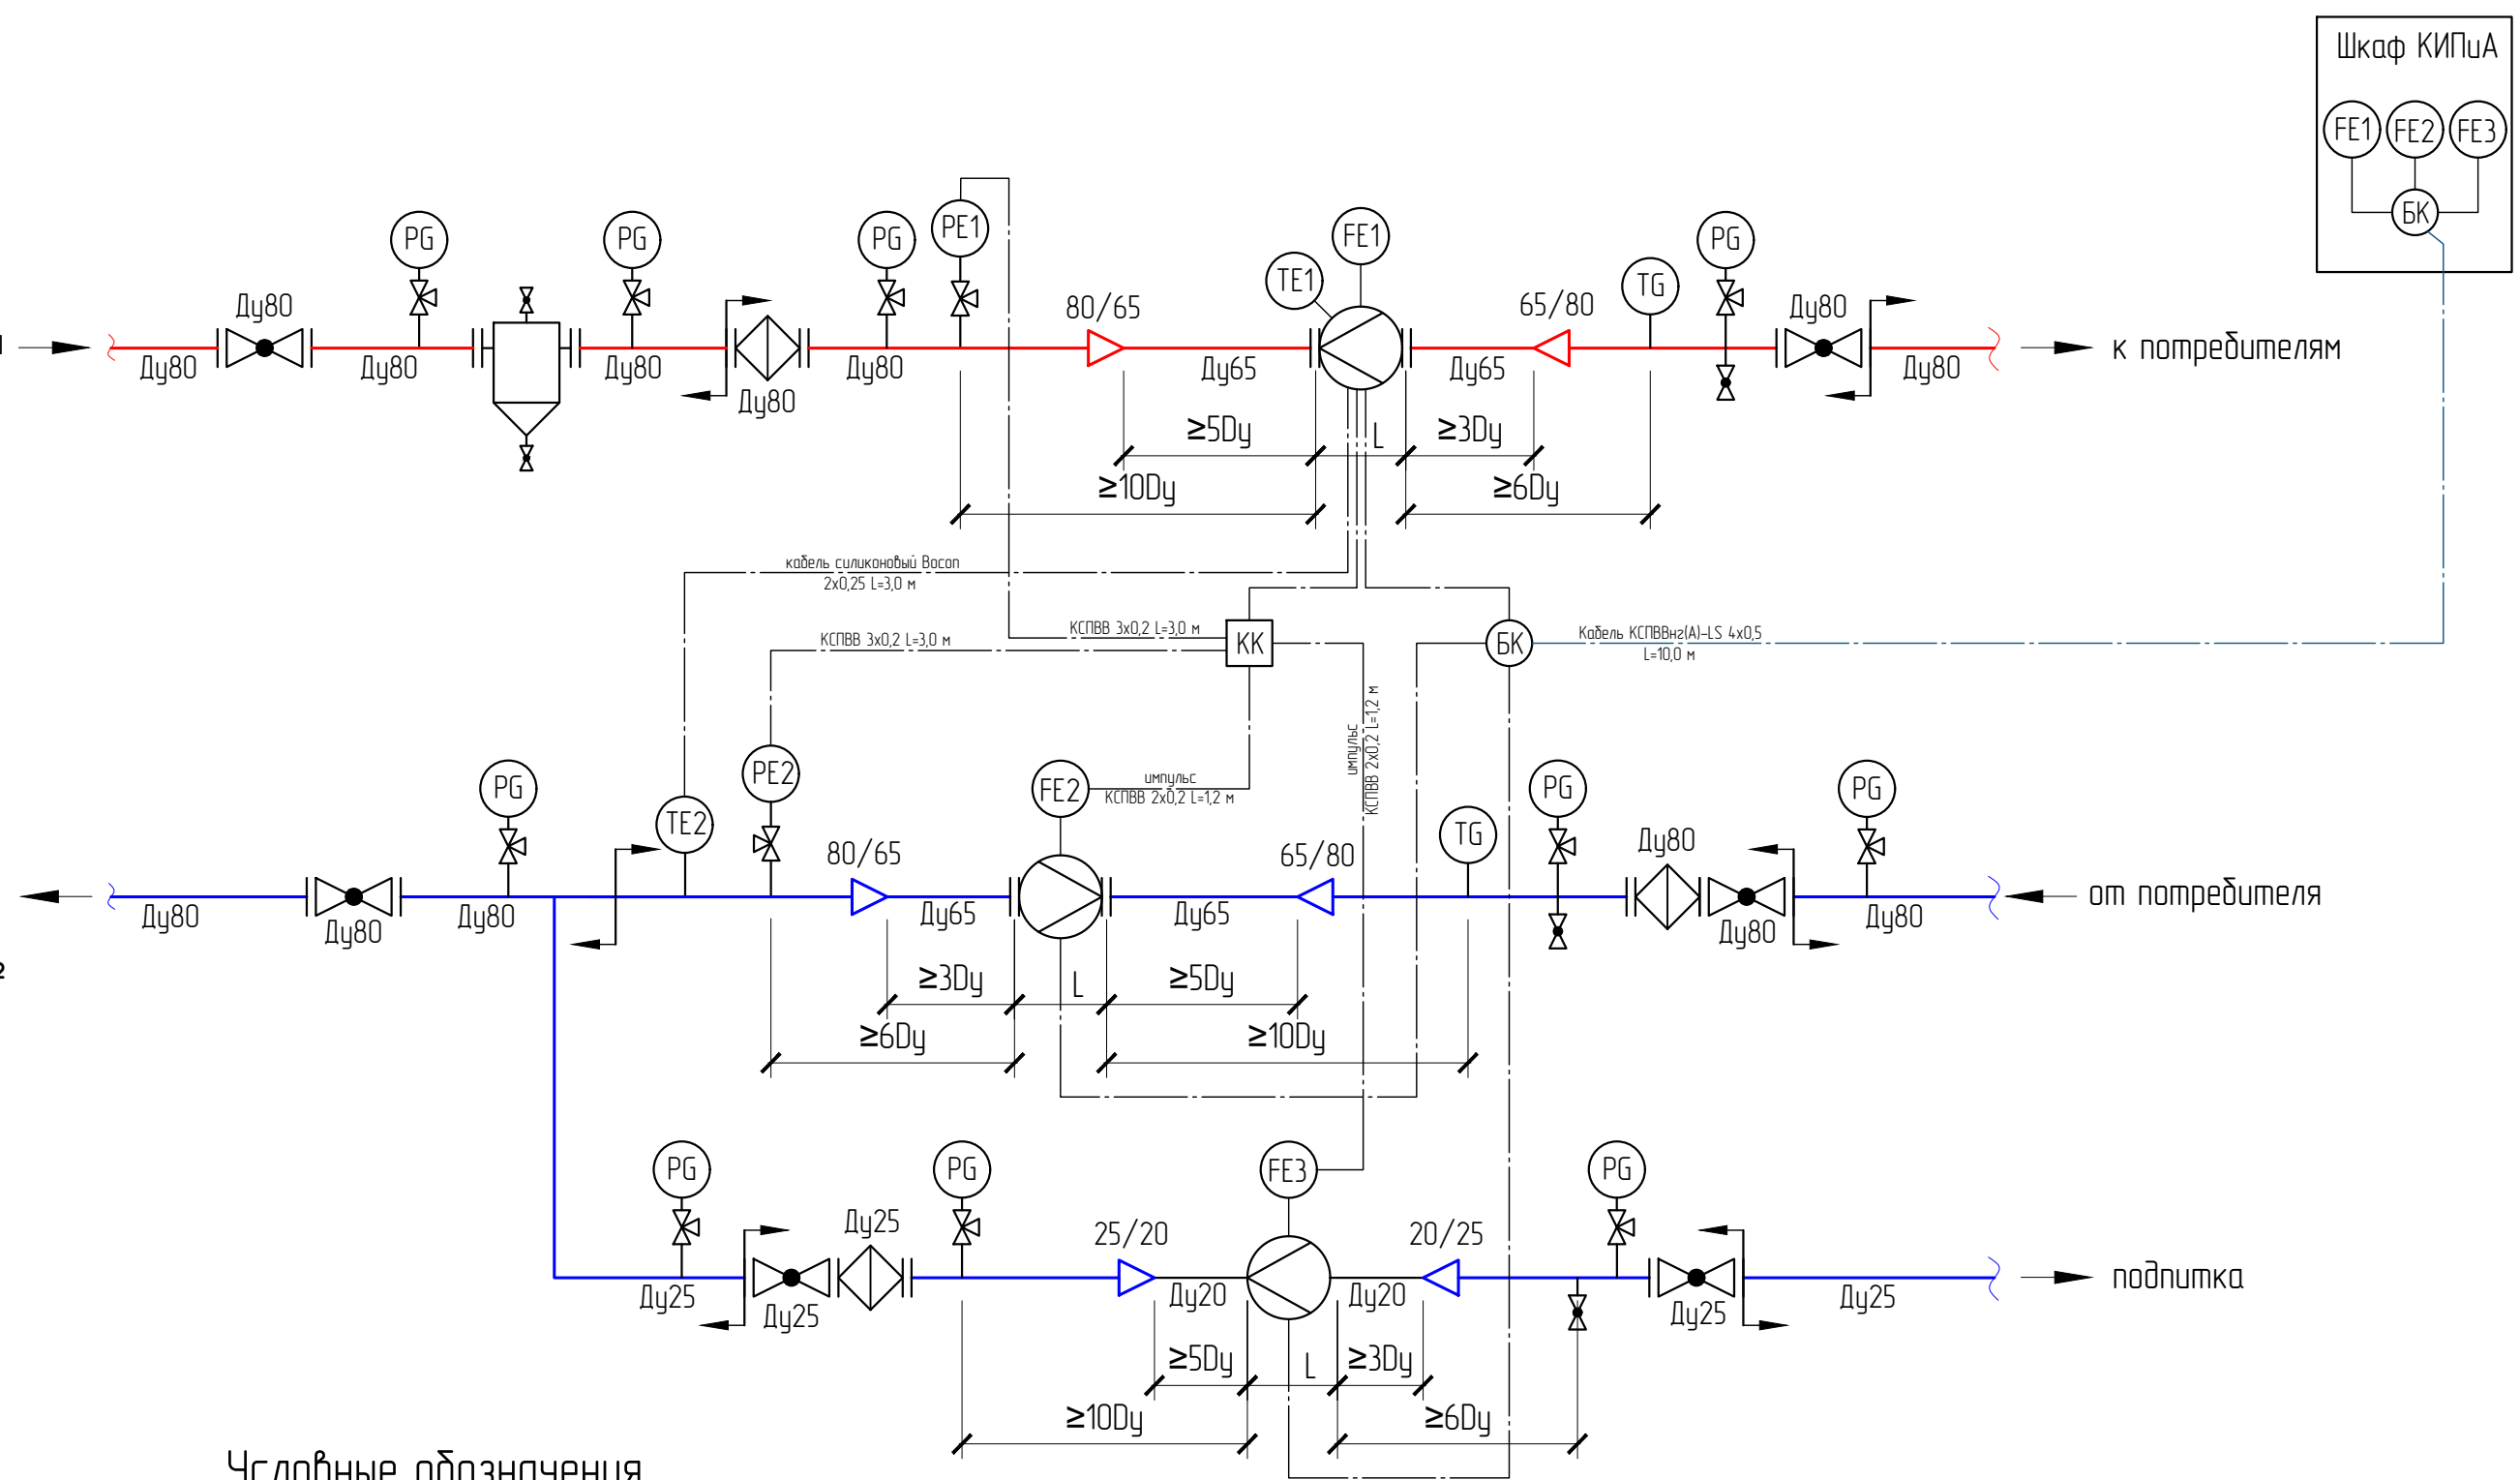 Шкаф КИПиА
FE1 FE2 FE3
БК
PG PG PG PE1 FE1 TE1 TG PG
Ду80 80/65 65/80 Ду80
к потребителям
Ду80 Ду80 Ду80 Ду80 Ду65 Ду65 Ду80
Ду80
≥5Dy L ≥3Dy
≥10Dy ≥6Dy
кабель силиконовый Восоп
2х0,25 L=3,0 м
КСПВВ 3х0,2 L=3,0 м
КСПВВ 3х0,2 L=3,0 м
КК
БК
Кабель КСПВВнг(А)-LS 4х0,5
L=10,0 м
импульс
КСПВВ 2х0,2 L=1,2 м
импульс
КСПВВ 2х0,2 L=1,2 м
PG TE2 PE2 FE2 TG PG PG
80/65 65/80 Ду80
от потребителя
Ду80 Ду80 Ду80 Ду65 Ду65 Ду80 Ду80
≥3Dy L ≥5Dy
≥6Dy ≥10Dy
PG PG FE3 PG
Ду25 25/20 20/25
подпитка
Ду25 Ду25 Ду20 Ду20 Ду25 Ду25
≥5Dy L ≥3Dy
≥10Dy ≥6Dy
Условные обозначения